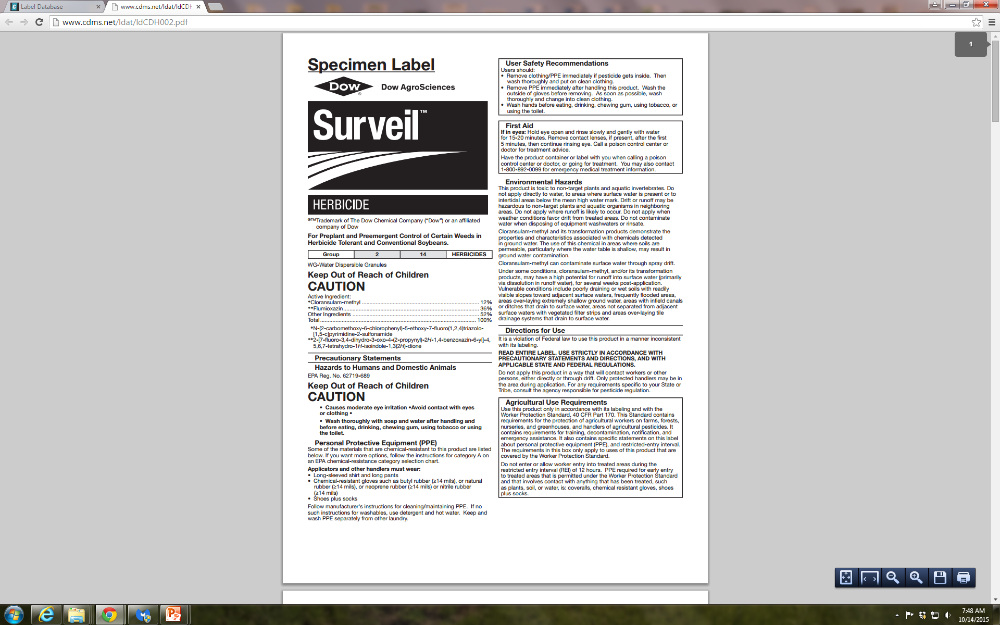 Label Database
www.cdms.net/ldat/ldCDH
www.cdms.net/ldat/ldCDH002.pdf
1
Specimen Label
Dow
®
Dow AgroSciences
Surveil™
HERBICIDE
®™Trademark of The Dow Chemical Company (“Dow”) or an affiliated
company of Dow
For Preplant and Preemergent Control of Certain Weeds in
Herbicide Tolerant and Conventional Soybeans.
Group 2 14 HERBICIDES
WG-Water Dispersible Granules
Keep Out of Reach of Children
CAUTION
Active Ingredient:
*Cloransulam-methyl ........ 12%
**Flumioxazin ........ 36%
Other Ingredients ........ 52%
Total ........ 100%
*N-(2-carbomethoxy-6-chlorophenyl)-5-ethoxy-7-fluoro(1,2,4)triazolo-
[1,5-c]pyrimidine-2-sulfonamide
**2-[7-fluoro-3,4-dihydro-3-oxo-4-(2-propynyl)-2H-1,4-benzoxazin-6-yl]-4,
5,6,7-tetrahydro-1H-isoindole-1,3(2H)-dione
Precautionary Statements
Hazards to Humans and Domestic Animals
EPA Reg. No. 62719-689
Keep Out of Reach of Children
CAUTION
• Causes moderate eye irritation •Avoid contact with eyes
or clothing •
• Wash thoroughly with soap and water after handling and
before eating, drinking, chewing gum, using tobacco or using
the toilet.
Personal Protective Equipment (PPE)
Some of the materials that are chemical-resistant to this product are listed
below. If you want more options, follow the instructions for category A on
an EPA chemical-resistance category selection chart.
Applicators and other handlers must wear:
• Long-sleeved shirt and long pants
• Chemical-resistant gloves such as butyl rubber (≥14 mils), or natural
rubber (≥14 mils), or neoprene rubber (≥14 mils) or nitrile rubber
(≥14 mils)
• Shoes plus socks
Follow manufacturer's instructions for cleaning/maintaining PPE. If no
such instructions for washables, use detergent and hot water. Keep and
wash PPE separately from other laundry.
User Safety Recommendations
Users should:
• Remove clothing/PPE immediately if pesticide gets inside. Then
wash thoroughly and put on clean clothing.
• Remove PPE immediately after handling this product. Wash the
outside of gloves before removing. As soon as possible, wash
thoroughly and change into clean clothing.
• Wash hands before eating, drinking, chewing gum, using tobacco, or
using the toilet.
First Aid
If in eyes: Hold eye open and rinse slowly and gently with water
for 15-20 minutes. Remove contact lenses, if present, after the first
5 minutes, then continue rinsing eye. Call a poison control center or
doctor for treatment advice.
Have the product container or label with you when calling a poison
control center or doctor, or going for treatment. You may also contact
1-800-892-0099 for emergency medical treatment information.
Environmental Hazards
This product is toxic to non-target plants and aquatic invertebrates. Do
not apply directly to water, to areas where surface water is present or to
intertidal areas below the mean high water mark. Drift or runoff may be
hazardous to non-target plants and aquatic organisms in neighboring
areas. Do not apply where runoff is likely to occur. Do not apply when
weather conditions favor drift from treated areas. Do not contaminate
water when disposing of equipment washwaters or rinsate.
Cloransulam-methyl and its transformation products demonstrate the
properties and characteristics associated with chemicals detected
in ground water. The use of this chemical in areas where soils are
permeable, particularly where the water table is shallow, may result in
ground water contamination.
Cloransulam-methyl can contaminate surface water through spray drift.
Under some conditions, cloransulam-methyl, and/or its transformation
products, may have a high potential for runoff into surface water (primarily
via dissolution in runoff water), for several weeks post-application.
Vulnerable conditions include poorly draining or wet soils with readily
visible slopes toward adjacent surface waters, frequently flooded areas,
areas over-laying extremely shallow ground water, areas with infield canals
or ditches that drain to surface water, areas not separated from adjacent
surface waters with vegetated filter strips and areas over-laying tile
drainage systems that drain to surface water.
Directions for Use
It is a violation of Federal law to use this product in a manner inconsistent
with its labeling.
READ ENTIRE LABEL. USE STRICTLY IN ACCORDANCE WITH
PRECAUTIONARY STATEMENTS AND DIRECTIONS, AND WITH
APPLICABLE STATE AND FEDERAL REGULATIONS.
Do not apply this product in a way that will contact workers or other
persons, either directly or through drift. Only protected handlers may be in
the area during application. For any requirements specific to your State or
Tribe, consult the agency responsible for pesticide regulation.
Agricultural Use Requirements
Use this product only in accordance with its labeling and with the
Worker Protection Standard, 40 CFR Part 170. This Standard contains
requirements for the protection of agricultural workers on farms, forests,
nurseries, and greenhouses, and handlers of agricultural pesticides. It
contains requirements for training, decontamination, notification, and
emergency assistance. It also contains specific statements on this label
about personal protective equipment (PPE), and restricted-entry interval.
The requirements in this box only apply to uses of this product that are
covered by the Worker Protection Standard.
Do not enter or allow worker entry into treated areas during the
restricted entry interval (REI) of 12 hours. PPE required for early entry
to treated areas that is permitted under the Worker Protection Standard
and that involves contact with anything that has been treated, such
as plants, soil, or water, is: coveralls, chemical resistant gloves, shoes
plus socks.
7:48 AM
10/14/2015